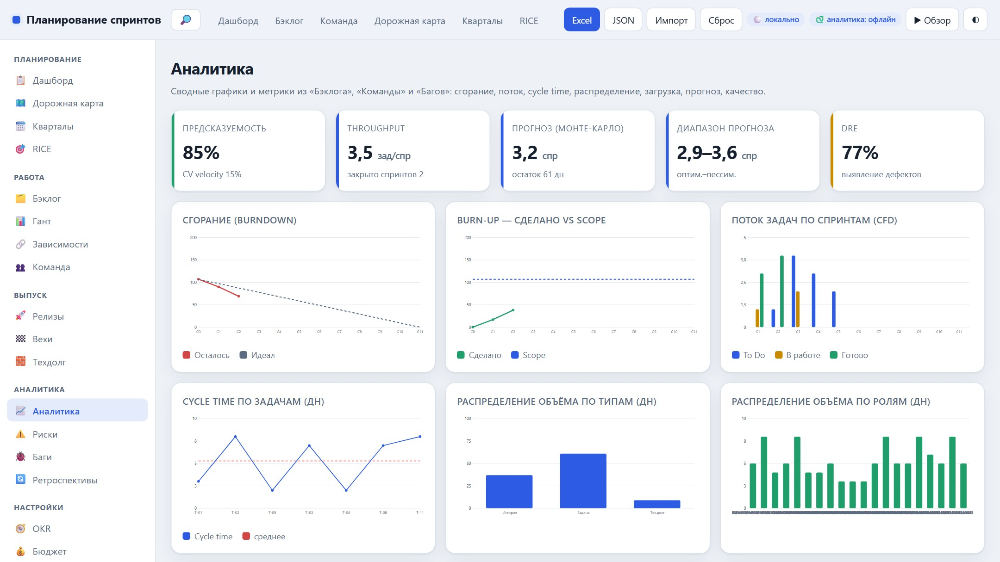 Планирование спринтов
Дашборд
Бэклог
Команда
Дорожная карта
Кварталы
RICE
Excel
JSON
Импорт
Сброс
локально
аналитика: офлайн
▶ Обзор
ПЛАНИРОВАНИЕ
Дашборд
Дорожная карта
Кварталы
RICE
РАБОТА
Бэклог
Гант
Зависимости
Команда
ВЫПУСК
Релизы
Вехи
Техдолг
АНАЛИТИКА
Аналитика
Риски
Баги
Ретроспективы
НАСТРОЙКИ
OKR
Бюджет
Аналитика
Сводные графики и метрики из «Бэклога», «Команды» и «Багов»: сгорание, поток, cycle time, распределение, загрузка, прогноз, качество.
ПРЕДСКАЗУЕМОСТЬ
85%
CV velocity 15%
THROUGHPUT
3,5 зад/спр
закрыто спринтов 2
ПРОГНОЗ (МОНТЕ-КАРЛО)
3,2 спр
остаток 61 дн
ДИАПАЗОН ПРОГНОЗА
2,9–3,6 спр
оптим.–пессим.
DRE
77%
выявление дефектов
СГОРАНИЕ (BURNDOWN)
200
150
100
50
0
C0 C1 C2 C3 C4 C5 C6 C7 C8 C9 C10 C11
Осталось
Идеал
BURN-UP — СДЕЛАНО VS SCOPE
200
150
100
50
0
C0 C1 C2 C3 C4 C5 C6 C7 C8 C9 C10 C11
Сделано
Scope
ПОТОК ЗАДАЧ ПО СПРИНТАМ (CFD)
5
3,8
2,5
1,3
0
C1 C2 C3 C4 C5 C6 C7 C8 C9 C10 C11
To Do
В работе
Готово
CYCLE TIME ПО ЗАДАЧАМ (ДН)
10
8
5
3
0
T-01 T-02 T-09 T-03 T-04 T-08 T-11
Cycle time
среднее
РАСПРЕДЕЛЕНИЕ ОБЪЁМА ПО ТИПАМ (ДН)
100
75
50
25
0
История Задача Техдолг
РАСПРЕДЕЛЕНИЕ ОБЪЁМА ПО РОЛЯМ (ДН)
10
8
5
3
0